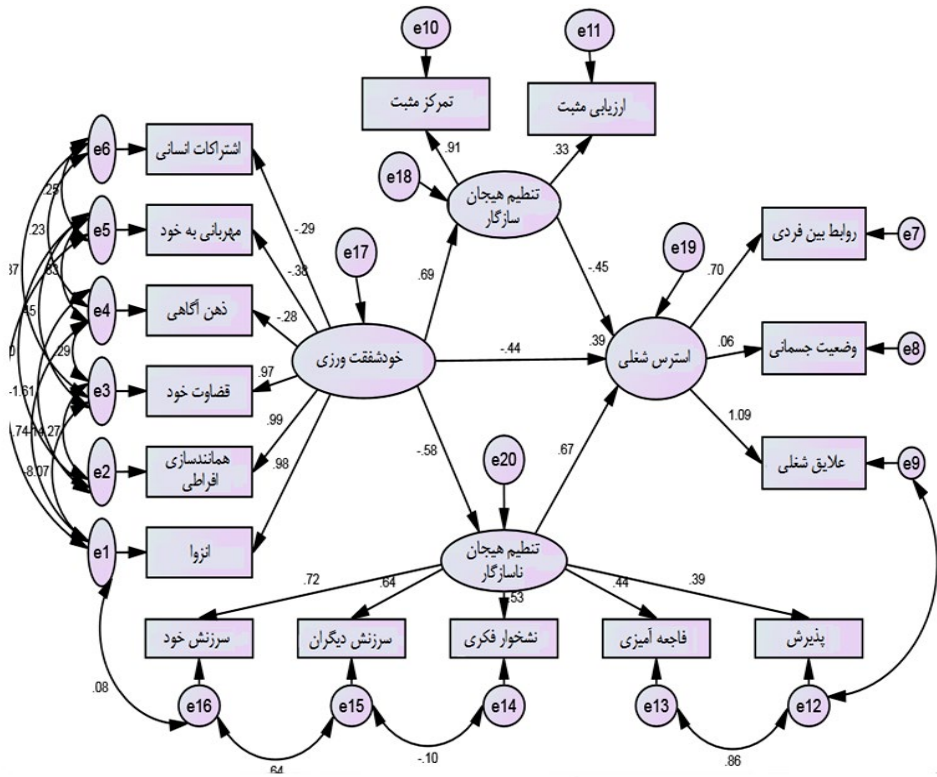 e10
e11
تمرکز مثبت
ارزیابی مثبت
.91
.33
e6
اشتراکات انسانی
e18
تنظیم هیجان
سازگار
.25
-.29
e5
مهربانی به خود
e17
e19
روابط بین فردی
e7
.23
-.38
.69
-.45
.70
e4
ذهن آگاهی
-.28
خودشفقت ورزی
-.44
.39
استرس شغلی
.06
وضعیت جسمانی
e8
.29
e3
قضاوت خود
.97
-1.61
.99
1.09
e2
همانندسازی
افراطی
-.58
e20
.67
علایق شغلی
e9
-8.07
.98
e1
انزوا
تنظیم هیجان
ناسازگار
.72
.64
.53
.44
.39
سرزنش خود
سرزنش دیگران
نشخوار فکری
فاجعه آمیزی
پذیرش
.08
e16
e15
e14
e13
e12
.64
-.10
.86